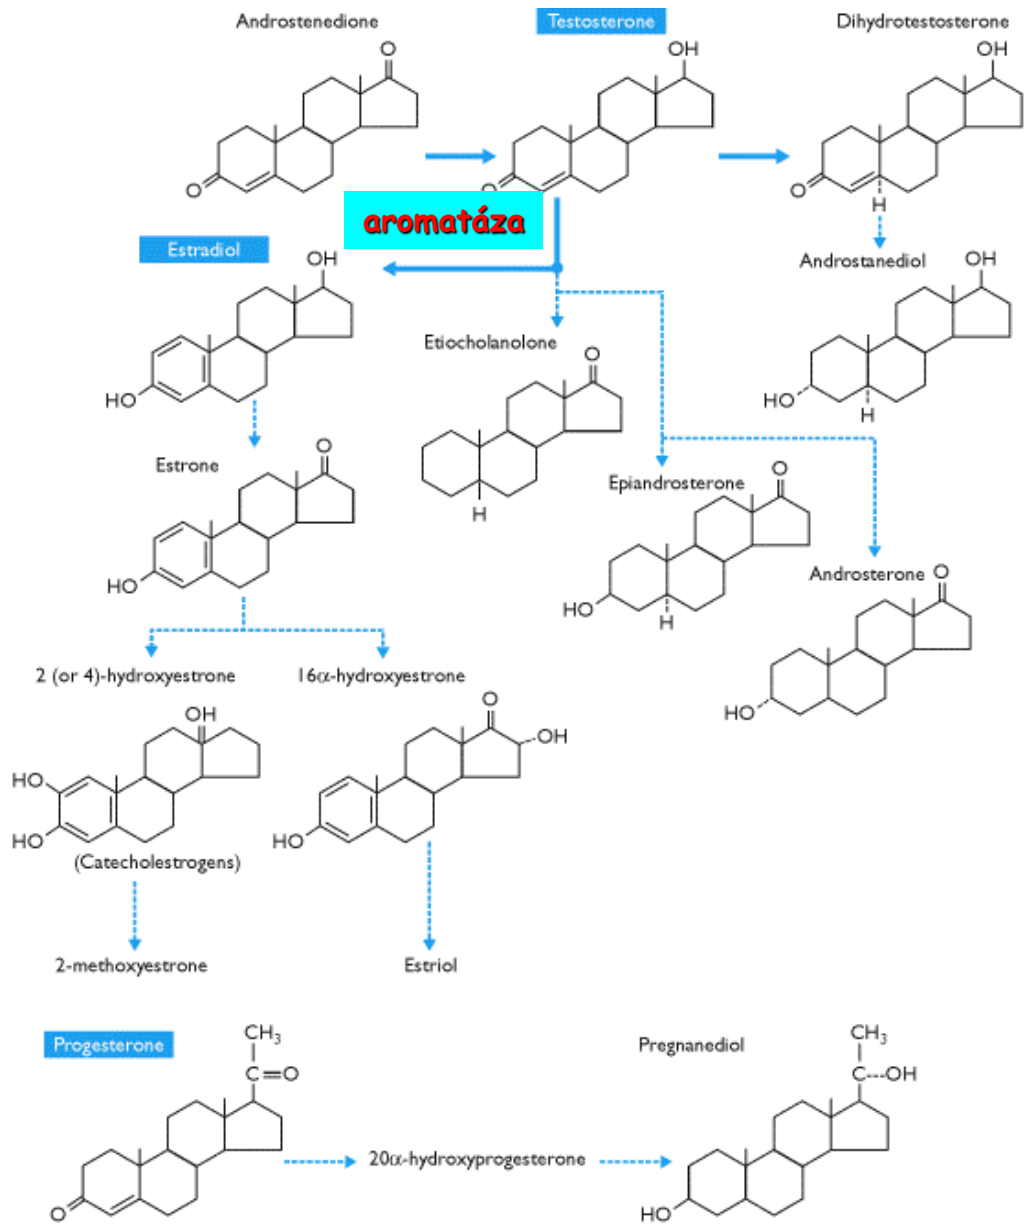 Androstenedione
Testosterone
Dihydrotestosterone
O
OH
OH
O
O
O
H
aromatáza
Estradiol
OH
Androstanediol
OH
Etiocholanolone
O
HO
HO
H
Estrone
O
Epiandrosterone
O
H
HO
HO
H
Androsterone
O
2 (or 4)-hydroxyestrone
16α-hydroxyestrone
HO
OH
O
OH
HO
HO
HO
(Catecholestrogens)
2-methoxyestrone
Estriol
Progesterone
CH3
C=O
Pregnanediol
CH3
C---OH
20α-hydroxyprogesterone
O
HO